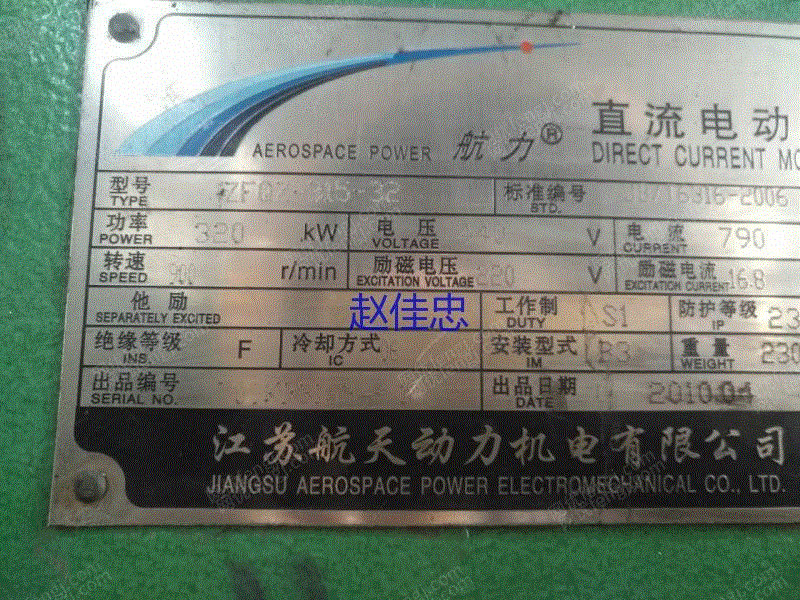 AEROSPACE POWER 航力®
直流电动
DIRECT CURRENT MO
型号 TYPE 标准编号 STD. 16316-2006
功率 POWER 320 kW 电压 VOLTAGE V 电流 CURRENT 790
转速 SPEED r/min 励磁电压 EXCITATION VOLTAGE 220 V 励磁电流 EXCITATION CURRENT 16.8
他励 SEPARATELY EXCITED 工作制 DUTY S1 防护等级 IP 23
赵佳忠
绝缘等级 INS. F 冷却方式 IC 安装型式 IM B3 重量 WEIGHT 230
出品编号 SERIAL NO. 出品日期 DATE 2010.04
江苏航天动力机电有限公司
JIANGSU AEROSPACE POWER ELECTROMECHANICAL CO., LTD.